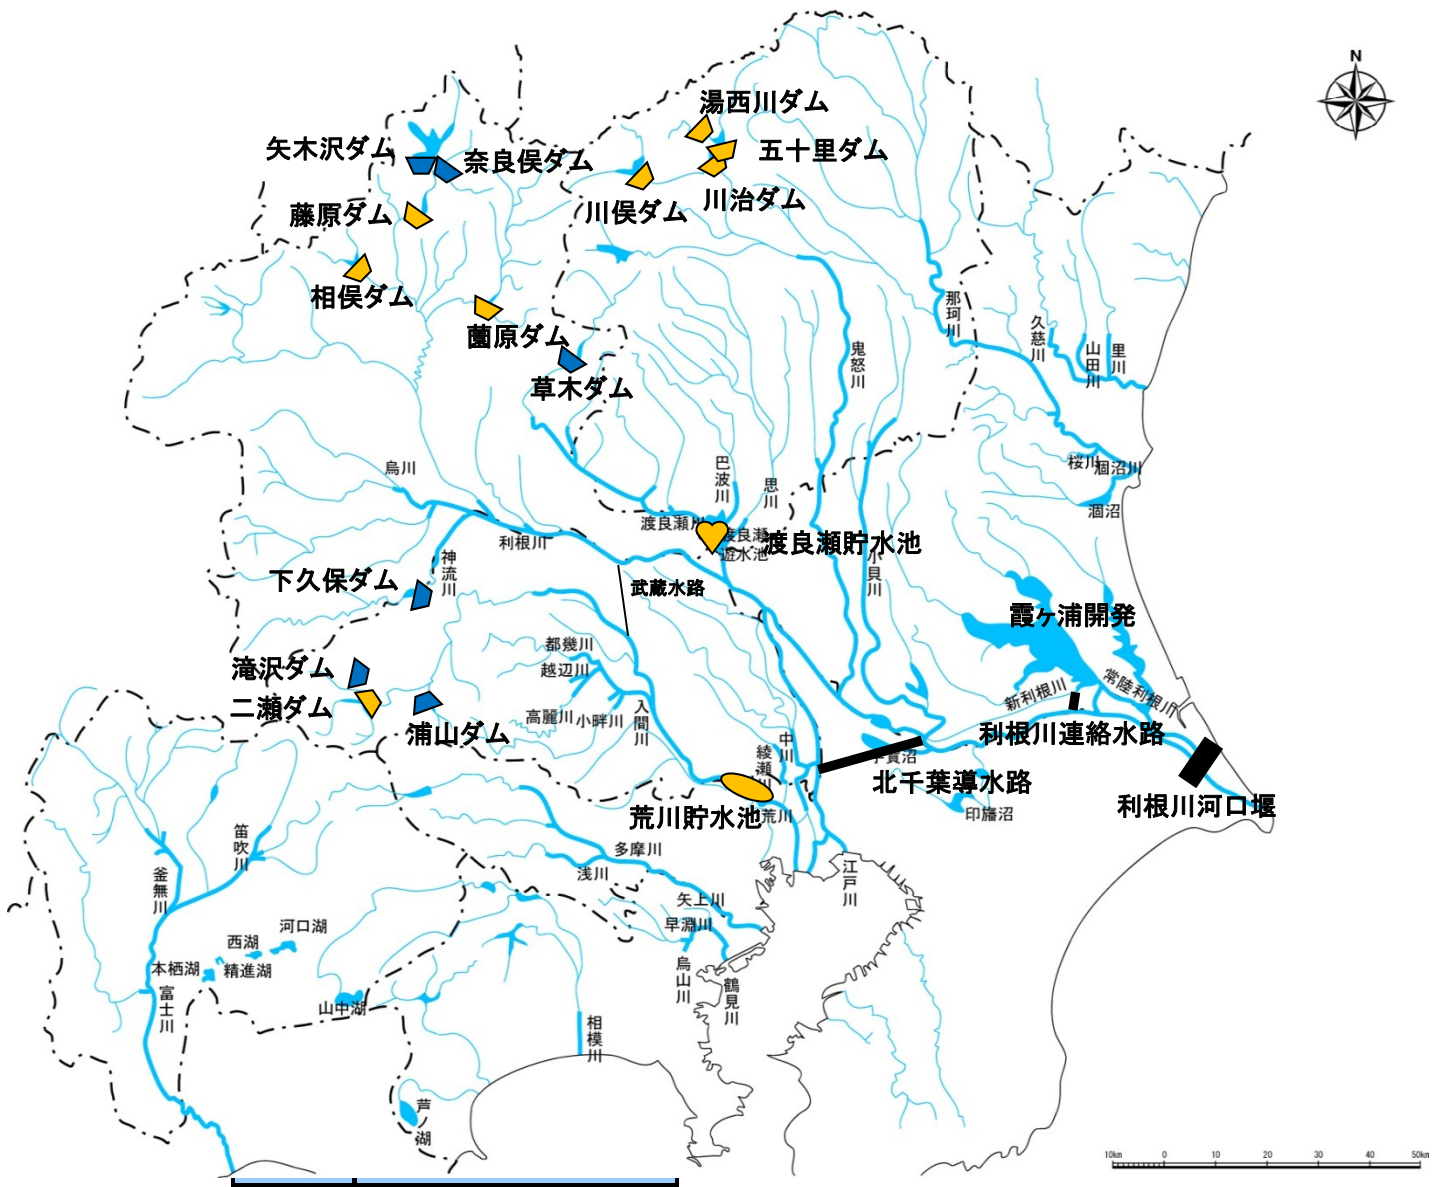 N
湯西川ダム
矢木沢ダム
奈良俣ダム
五十里ダム
川治ダム
川俣ダム
藤原ダム
相俣ダム
薗原ダム
草木ダム
那珂川
久慈川
山田川
里川
鬼怒川
桜川
涸沼川
涸沼
烏川
巴波川
思川
渡良瀬川
渡良瀬
遊水池
渡良瀬貯水池
利根川
神流川
小貝川
下久保ダム
武蔵水路
霞ヶ浦開発
都幾川
越辺川
滝沢ダム
二瀬ダム
浦山ダム
高麗川
小畔川
入間川
新利根川
常陸利根川
利根川連絡水路
中川
綾瀬川
手賀沼
北千葉導水路
印旛沼
利根川河口堰
荒川貯水池
荒川
笛吹川
釜無川
多摩川
浅川
江戸川
矢上川
早淵川
鳥山川
鶴見川
河口湖
西湖
本栖湖
精進湖
富士川
山中湖
相模川
芦ノ湖
10km 0 10 20 30 40 50km